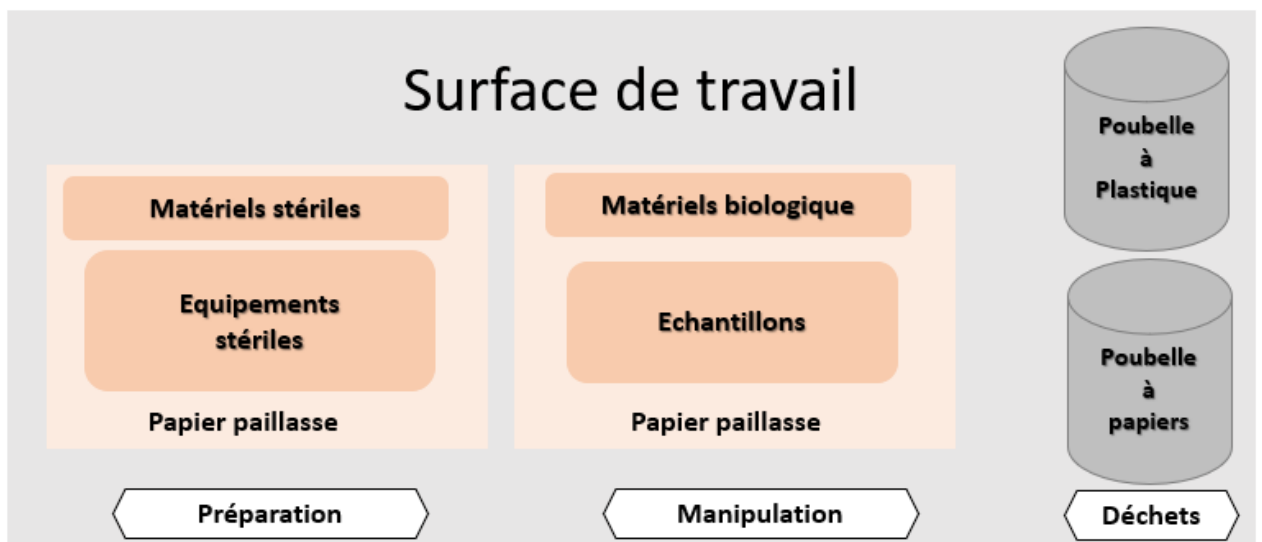 Surface de travail
Matériels stériles
Equipements
stériles
Papier paillasse
Préparation
Matériels biologique
Echantillons
Papier paillasse
Manipulation
Poubelle
à
Plastique
Poubelle
à
papiers
Déchets